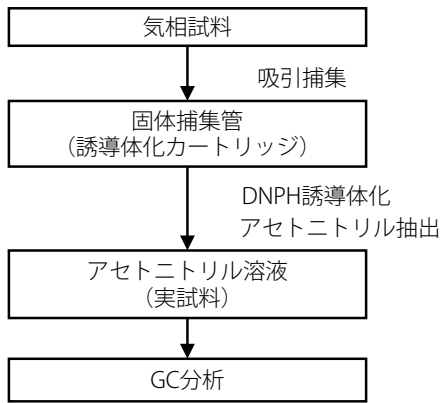 気相試料
吸引捕集
固体捕集管
（誘導体化カートリッジ）
DNPH誘導体化
アセトニトリル抽出
アセトニトリル溶液
（実試料）
GC分析